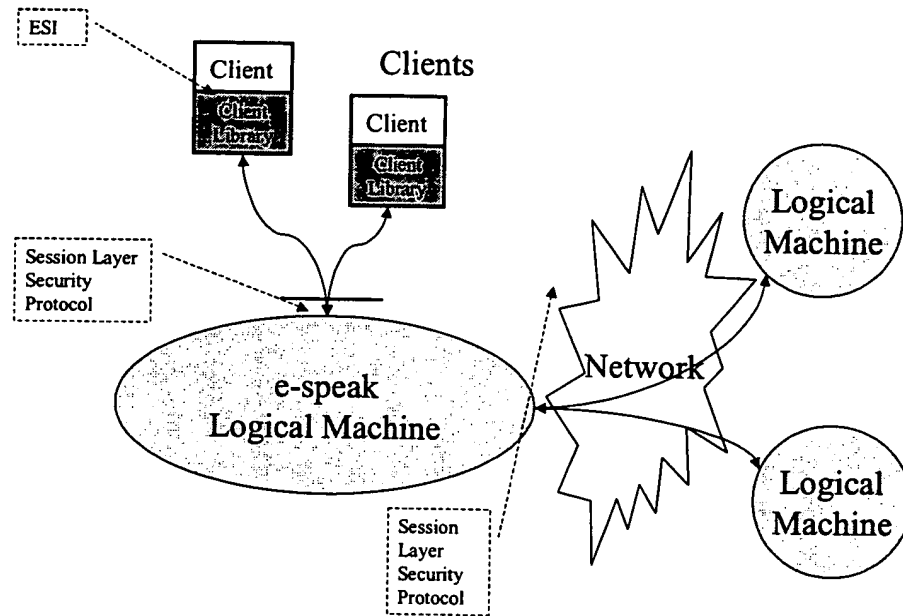 ESI
Client
Client
Library
Clients
Client
Client
Library
Logical
Machine
Session Layer
Security
Protocol
Network
e-speak
Logical Machine
Logical
Machine
Session
Layer
Security
Protocol